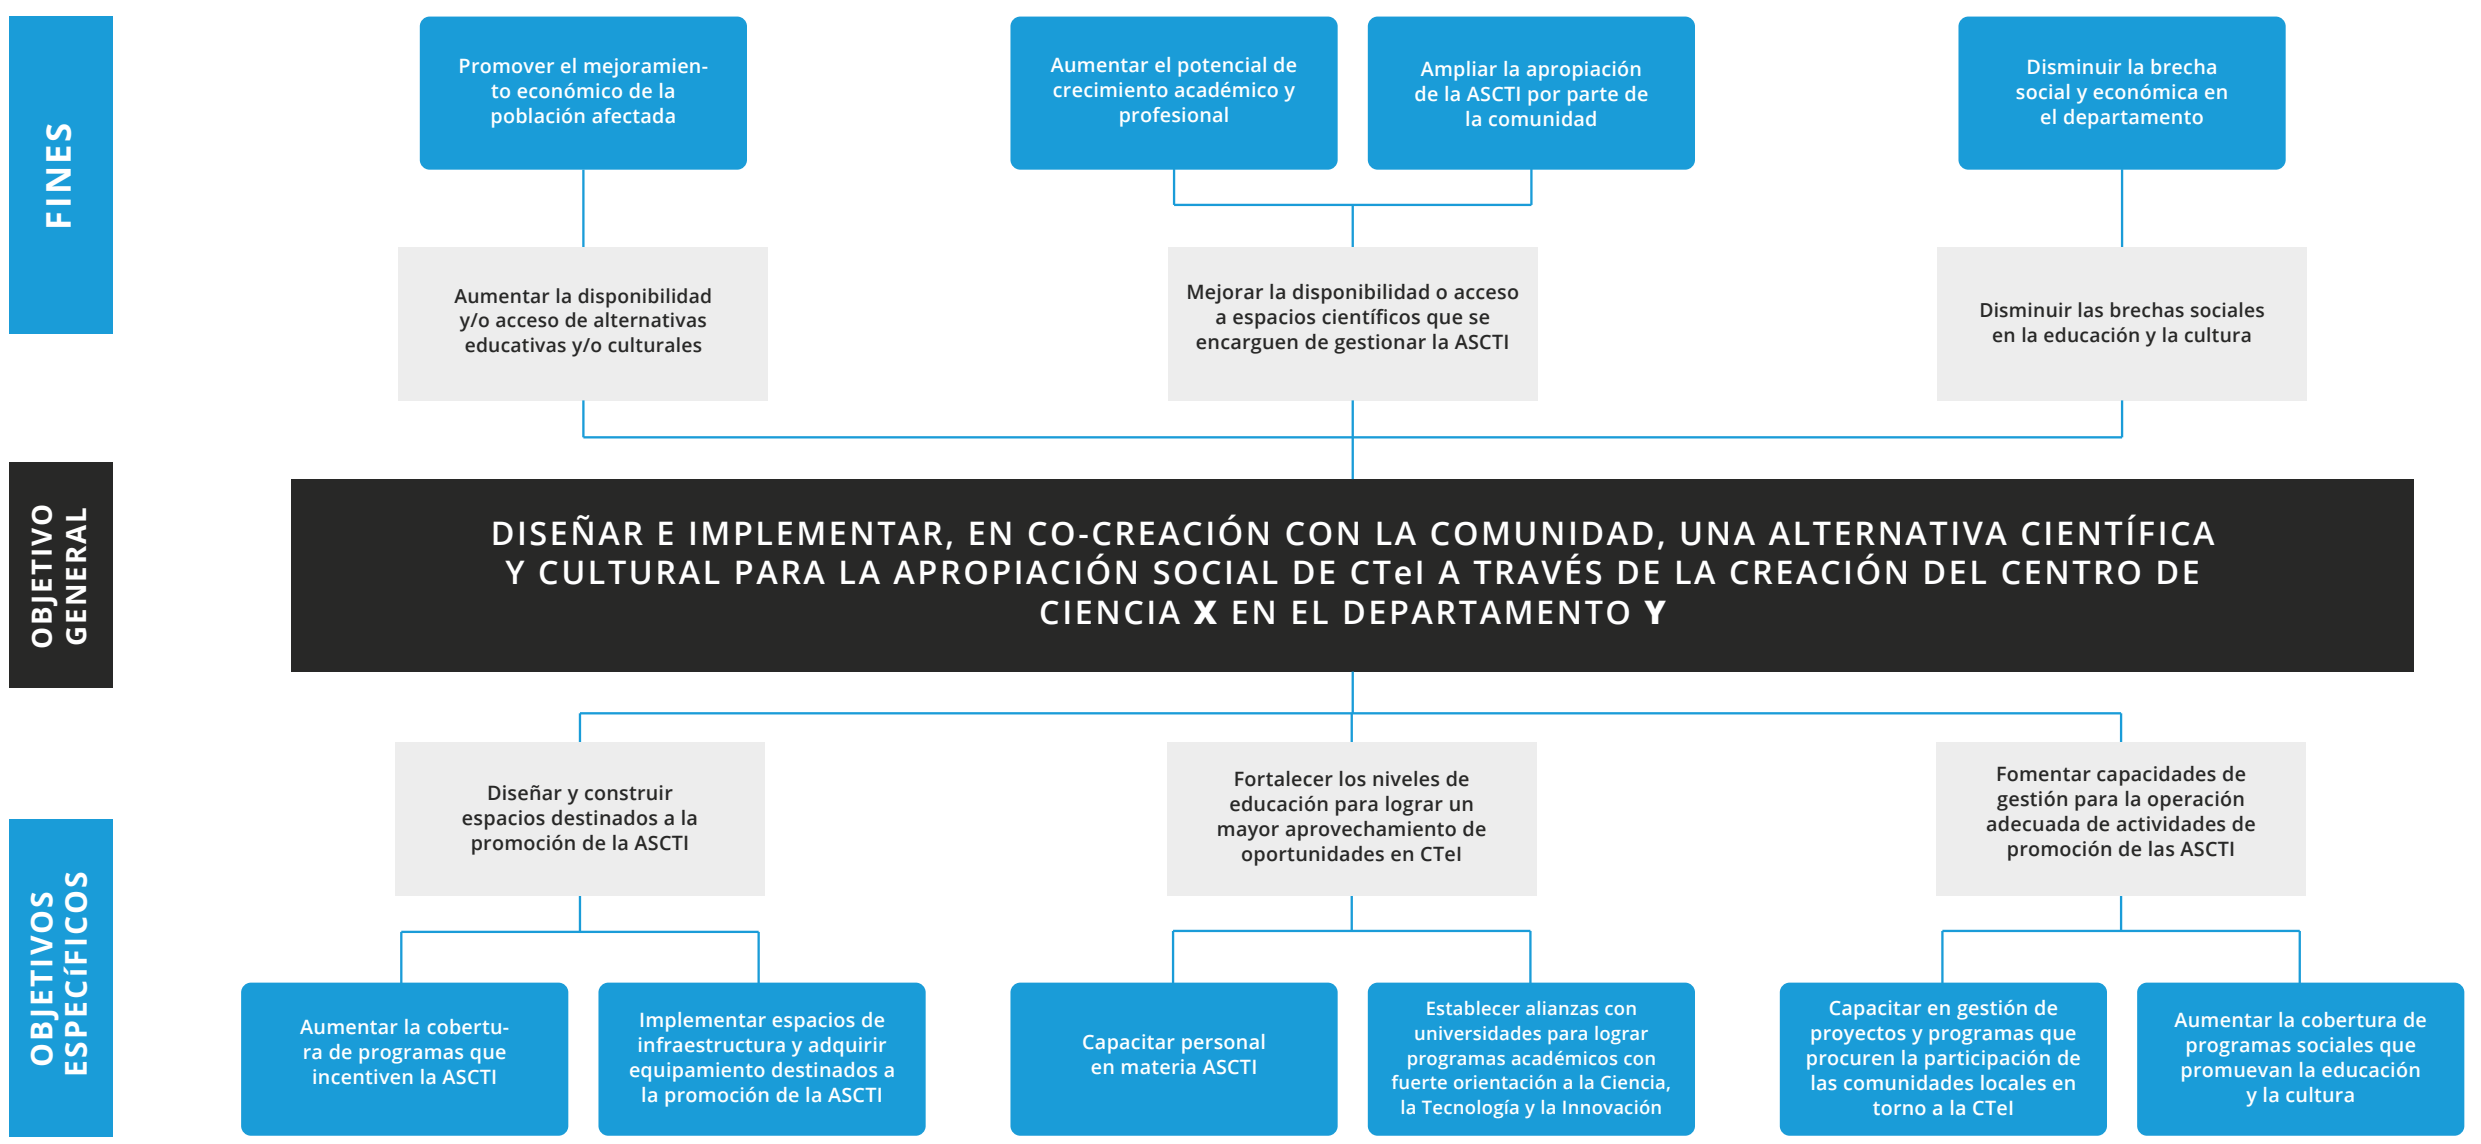 FINES
Promover el mejoramien-
to económico de la
población afectada
Aumentar el potencial de
crecimiento académico y
profesional
Ampliar la apropiación
de la ASCTI por parte de
la comunidad
Disminuir la brecha
social y económica en
el departamento
Aumentar la disponibilidad
y/o acceso de alternativas
educativas y/o culturales
Mejorar la disponibilidad o acceso
a espacios científicos que se
encarguen de gestionar la ASCTI
Disminuir las brechas sociales
en la educación y la cultura
OBJETIVO
GENERAL
DISEÑAR E IMPLEMENTAR, EN CO-CREACIÓN CON LA COMUNIDAD, UNA ALTERNATIVA CIENTÍFICA
Y CULTURAL PARA LA APROPIACIÓN SOCIAL DE CTeI A TRAVÉS DE LA CREACIÓN DEL CENTRO DE
CIENCIA X EN EL DEPARTAMENTO Y
OBJETIVOS
ESPECíFICOS
Diseñar y construir
espacios destinados a la
promoción de la ASCTI
Fortalecer los niveles de
educación para lograr un
mayor aprovechamiento de
oportunidades en CTeI
Fomentar capacidades de
gestión para la operación
adecuada de actividades de
promoción de las ASCTI
Aumentar la cobertu-
ra de programas que
incentiven la ASCTI
Implementar espacios de
infraestructura y adquirir
equipamiento destinados a
la promoción de la ASCTI
Capacitar personal
en materia ASCTI
Establecer alianzas con
universidades para lograr
programas académicos con
fuerte orientación a la Ciencia,
la Tecnología y la Innovación
Capacitar en gestión de
proyectos y programas que
procuren la participación de
las comunidades locales en
torno a la CTeI
Aumentar la cobertura de
programas sociales que
promuevan la educación
y la cultura